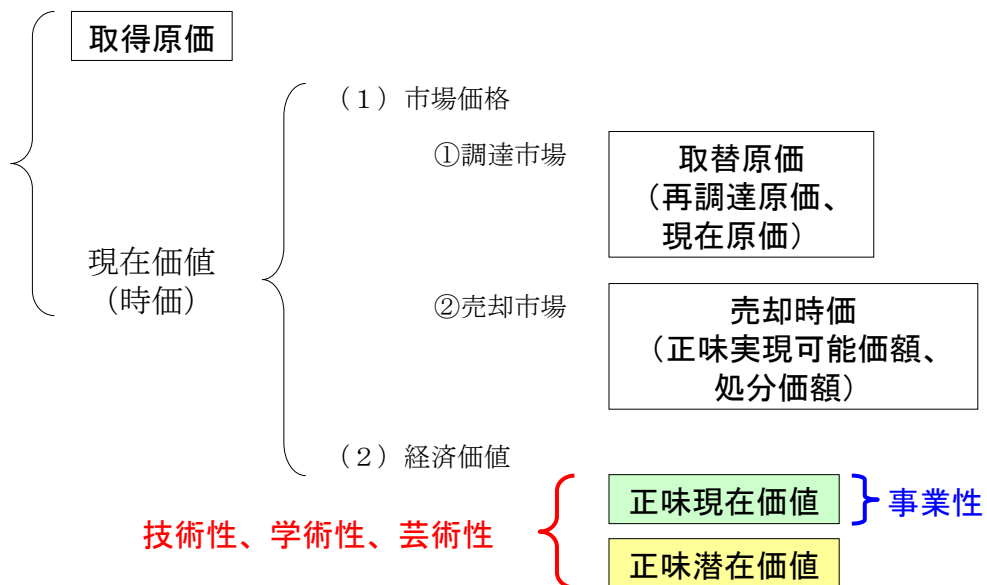 取得原価
（１）市場価格
①調達市場
取替原価
（再調達原価、
現在原価）
現在価値
（時価）
②売却市場
売却時価
（正味実現可能価額、
処分価額）
（２）経済価値
正味現在価値
事業性
技術性、学術性、芸術性
正味潜在価値